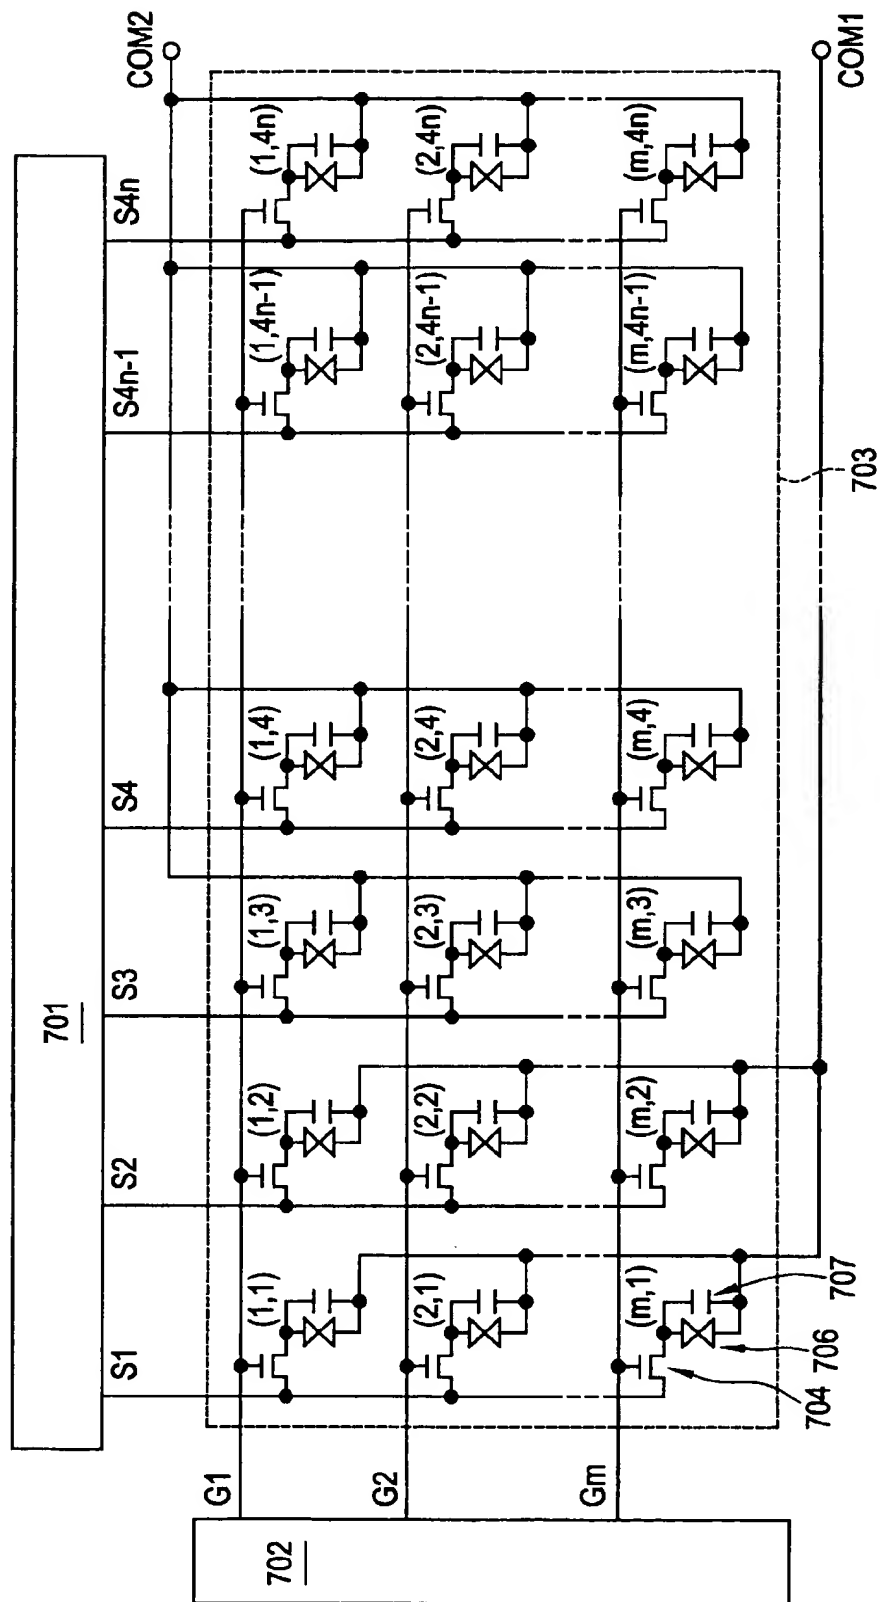 701
S1
S2
S3
S4
S4n-1
S4n
COM2
702
G1
(1,1)
(1,2)
(1,3)
(1,4)
(1,4n-1)
(1,4n)
G2
(2,1)
(2,2)
(2,3)
(2,4)
(2,4n-1)
(2,4n)
Gm
(m,1)
(m,2)
(m,3)
(m,4)
(m,4n-1)
(m,4n)
704
706
707
703
COM1